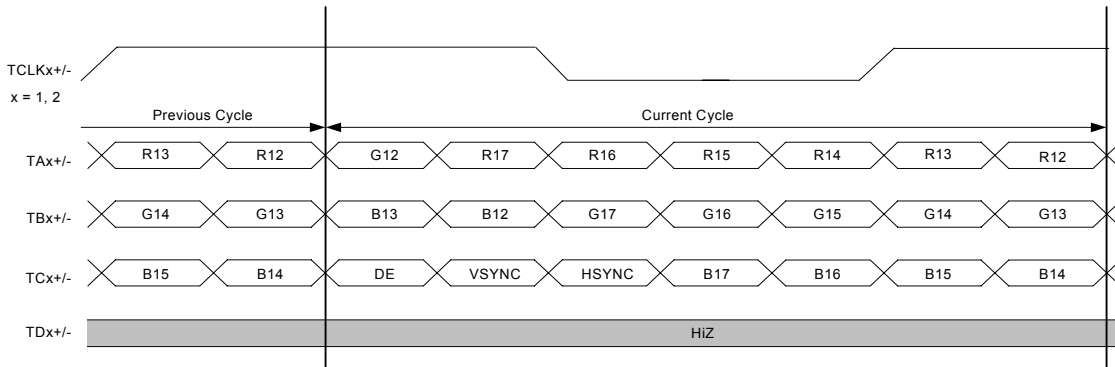 TCLKx+/-
x = 1, 2
Previous Cycle
Current Cycle
TAx+/-
R13 R12 G12 R17 R16 R15 R14 R13 R12
TBx+/-
G14 G13 B13 B12 G17 G16 G15 G14 G13
TCx+/-
B15 B14 DE VSYNC HSYNC B17 B16 B15 B14
TDx+/-
HiZ